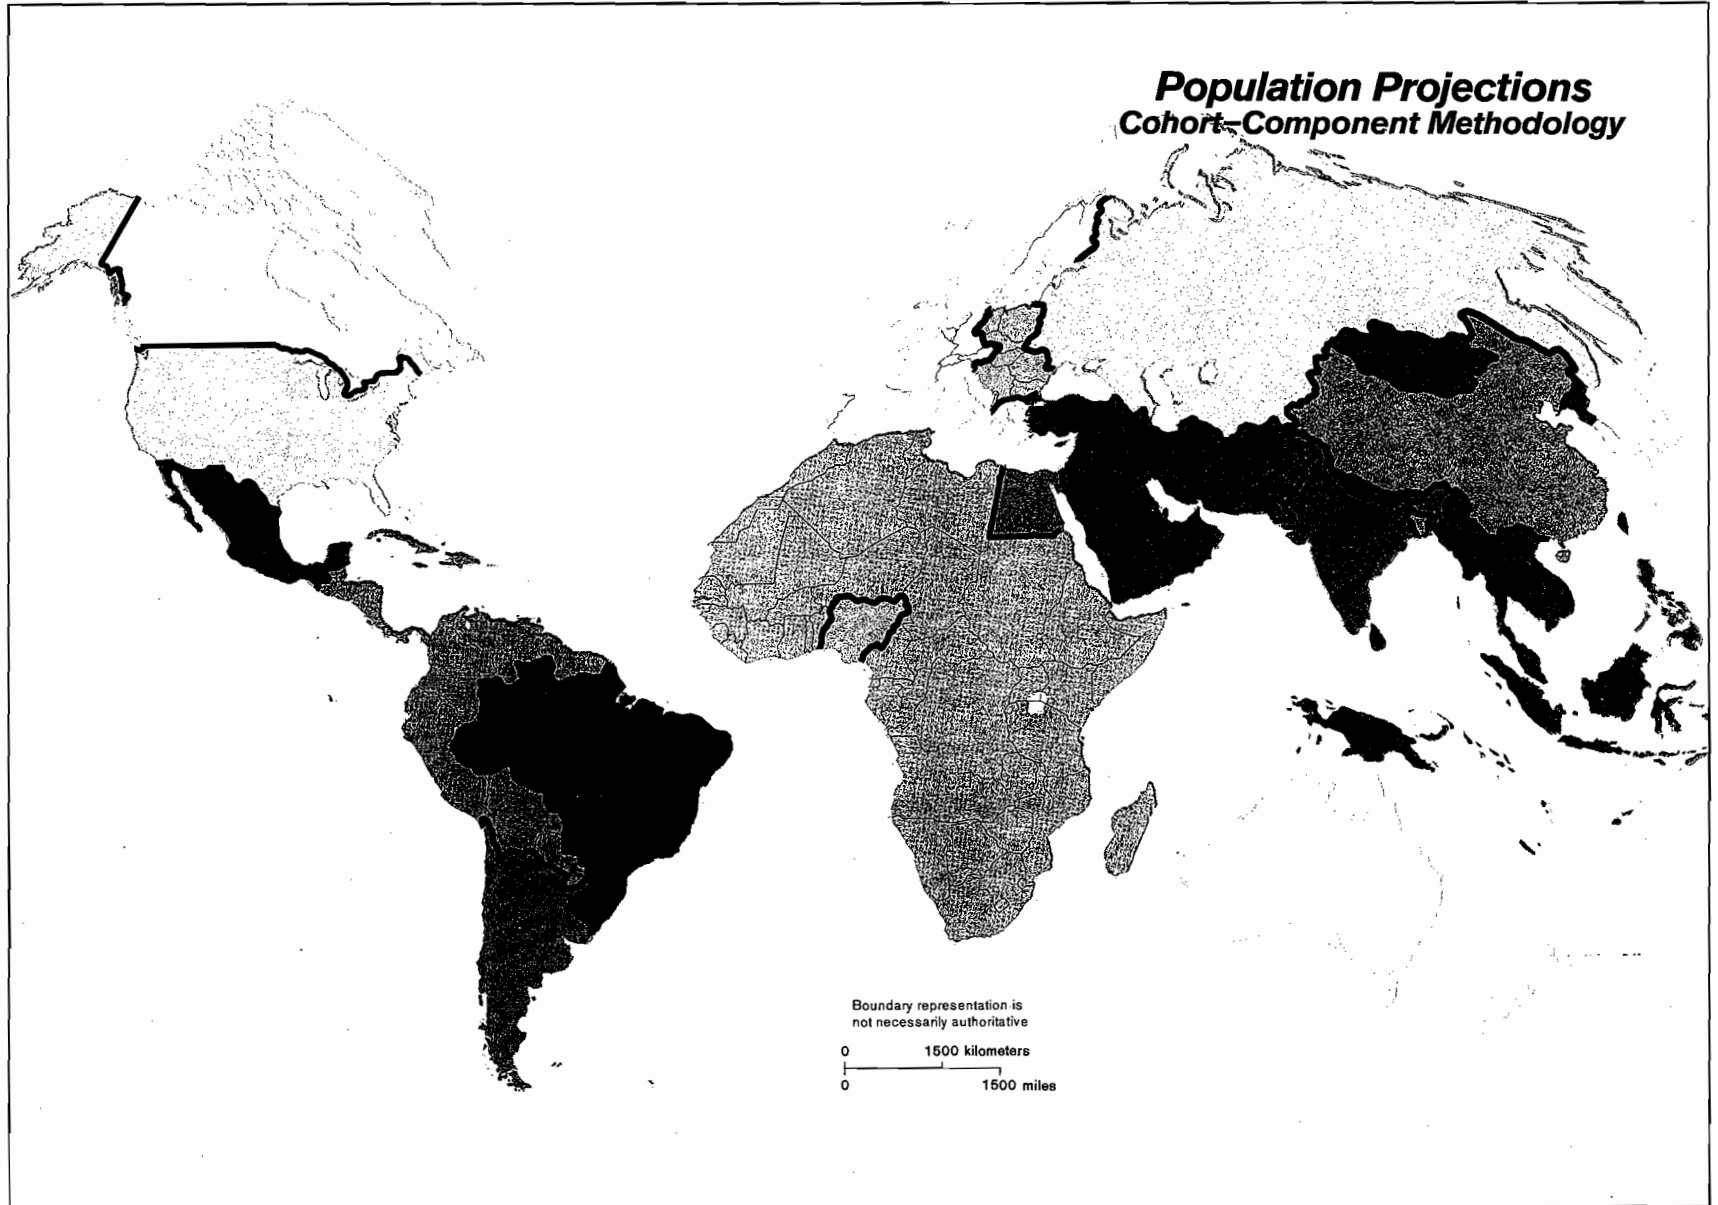 Population Projections
Cohort-Component Methodology
Boundary representation is
not necessarily authoritative
0 1500 kilometers
0 1500 miles